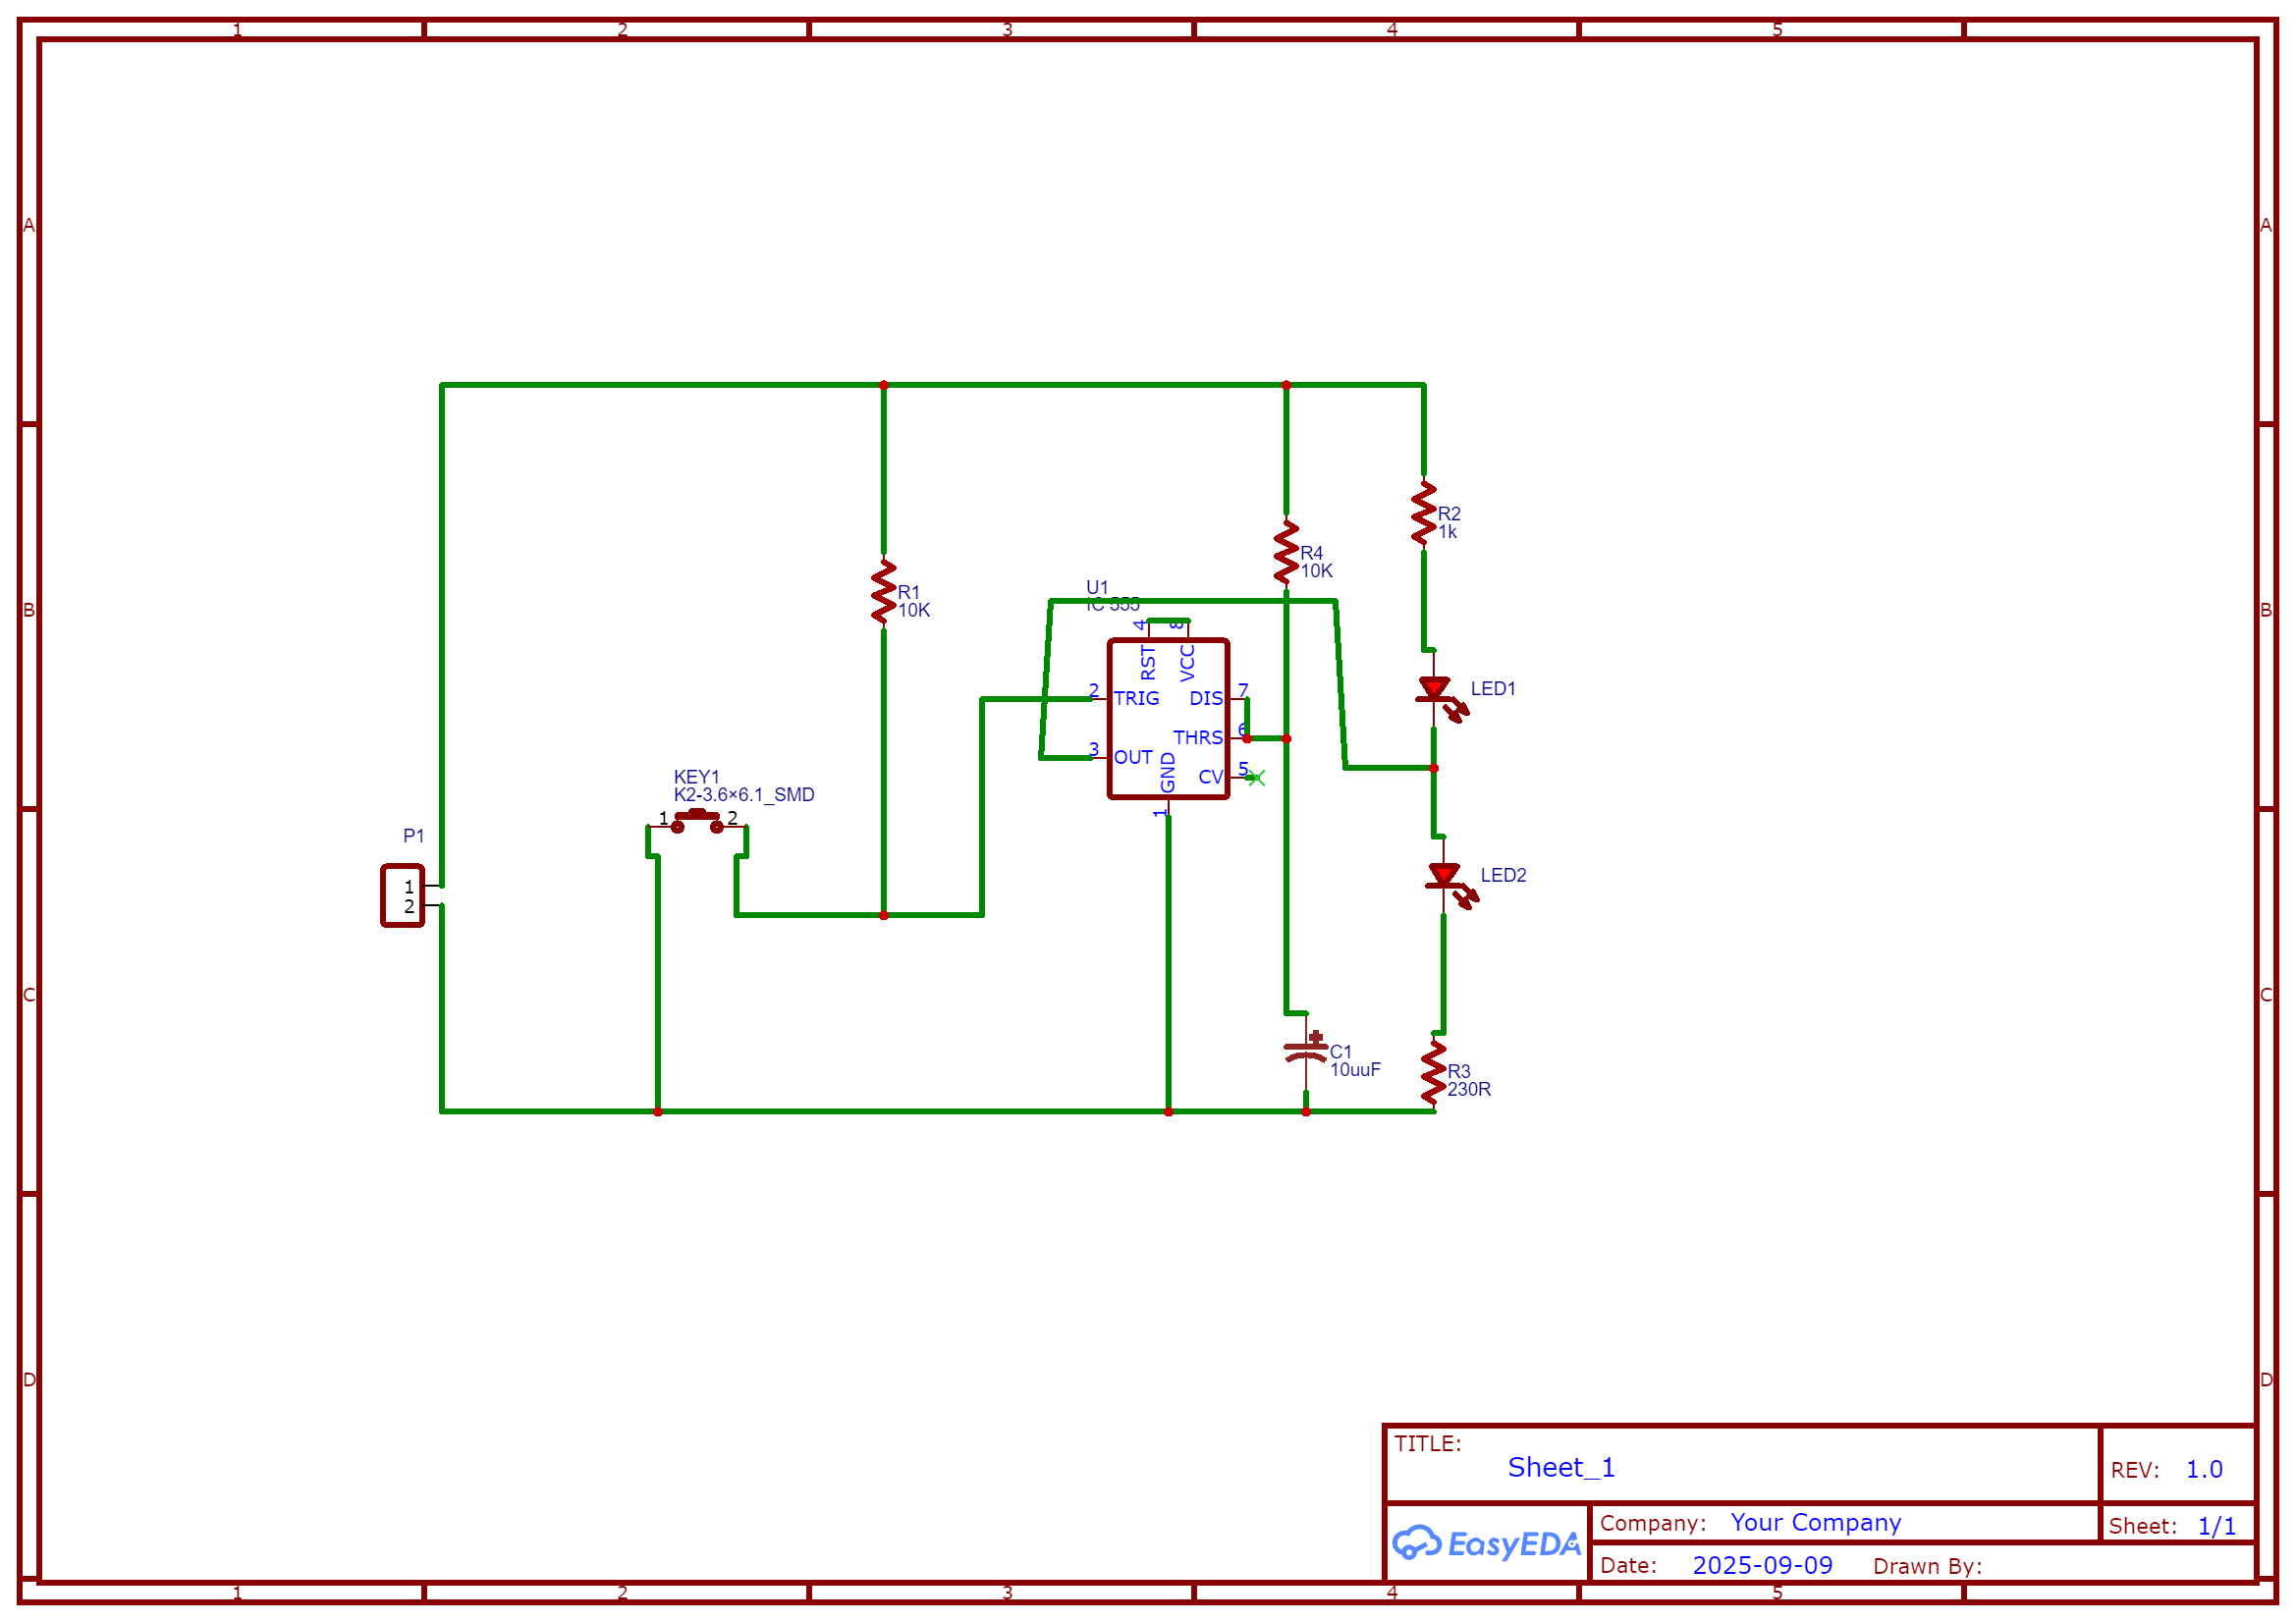 1 2 3 4 5
A A
B B
C C
D D
R2
1k
R4
10K
U1
IC 555
R1
10K
4 8
RST VCC
2 TRIG DIS 7
THRS 6
3 OUT
GND
CV 5
1
LED1
KEY1
K2-3.6×6.1_SMD
1 2
P1
1
2
LED2
C1
10uuF
R3
230R
TITLE:
Sheet_1
REV: 1.0
EasyEDA
Company: Your Company
Sheet: 1/1
Date: 2025-09-09 Drawn By:
1 2 3 4 5